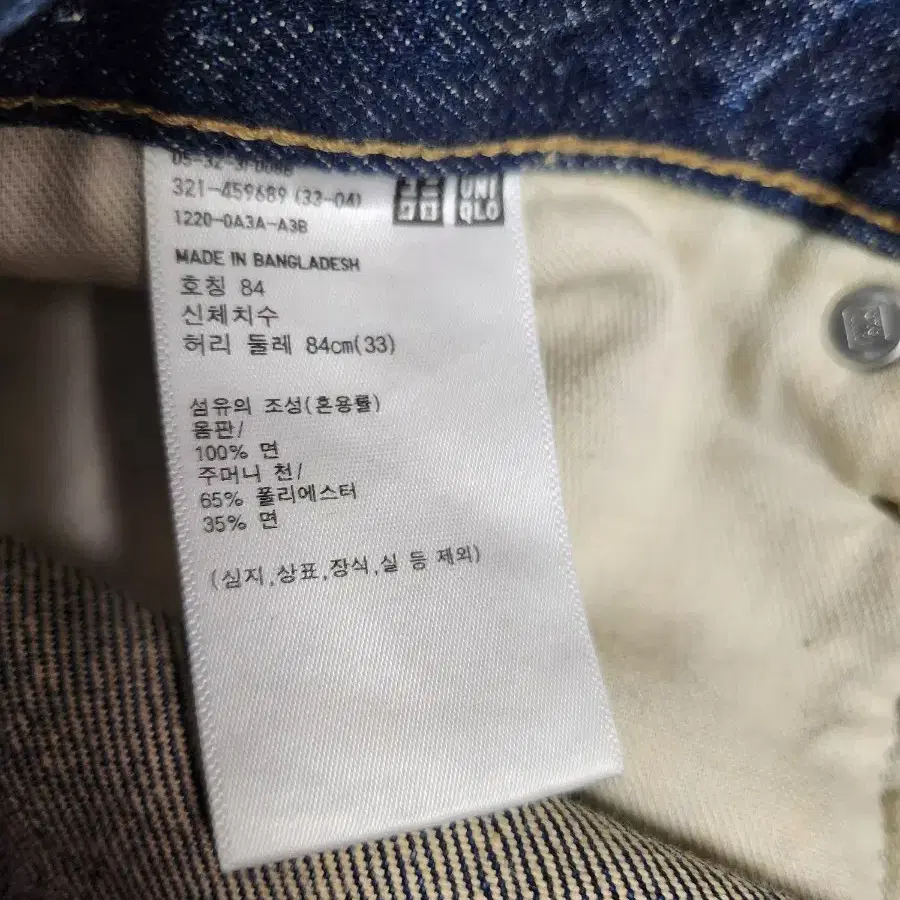 321-459689 (33-04)
UNI
QLO
1220-0A3A-A3B
MADE IN BANGLADESH
호칭 84
신체치수
허리 둘레 84cm(33)
섬유의 조성(혼용률)
몸판/
100% 면
주머니 천/
65% 폴리에스터
35% 면
(심지,상표,장식,실 등 제외)